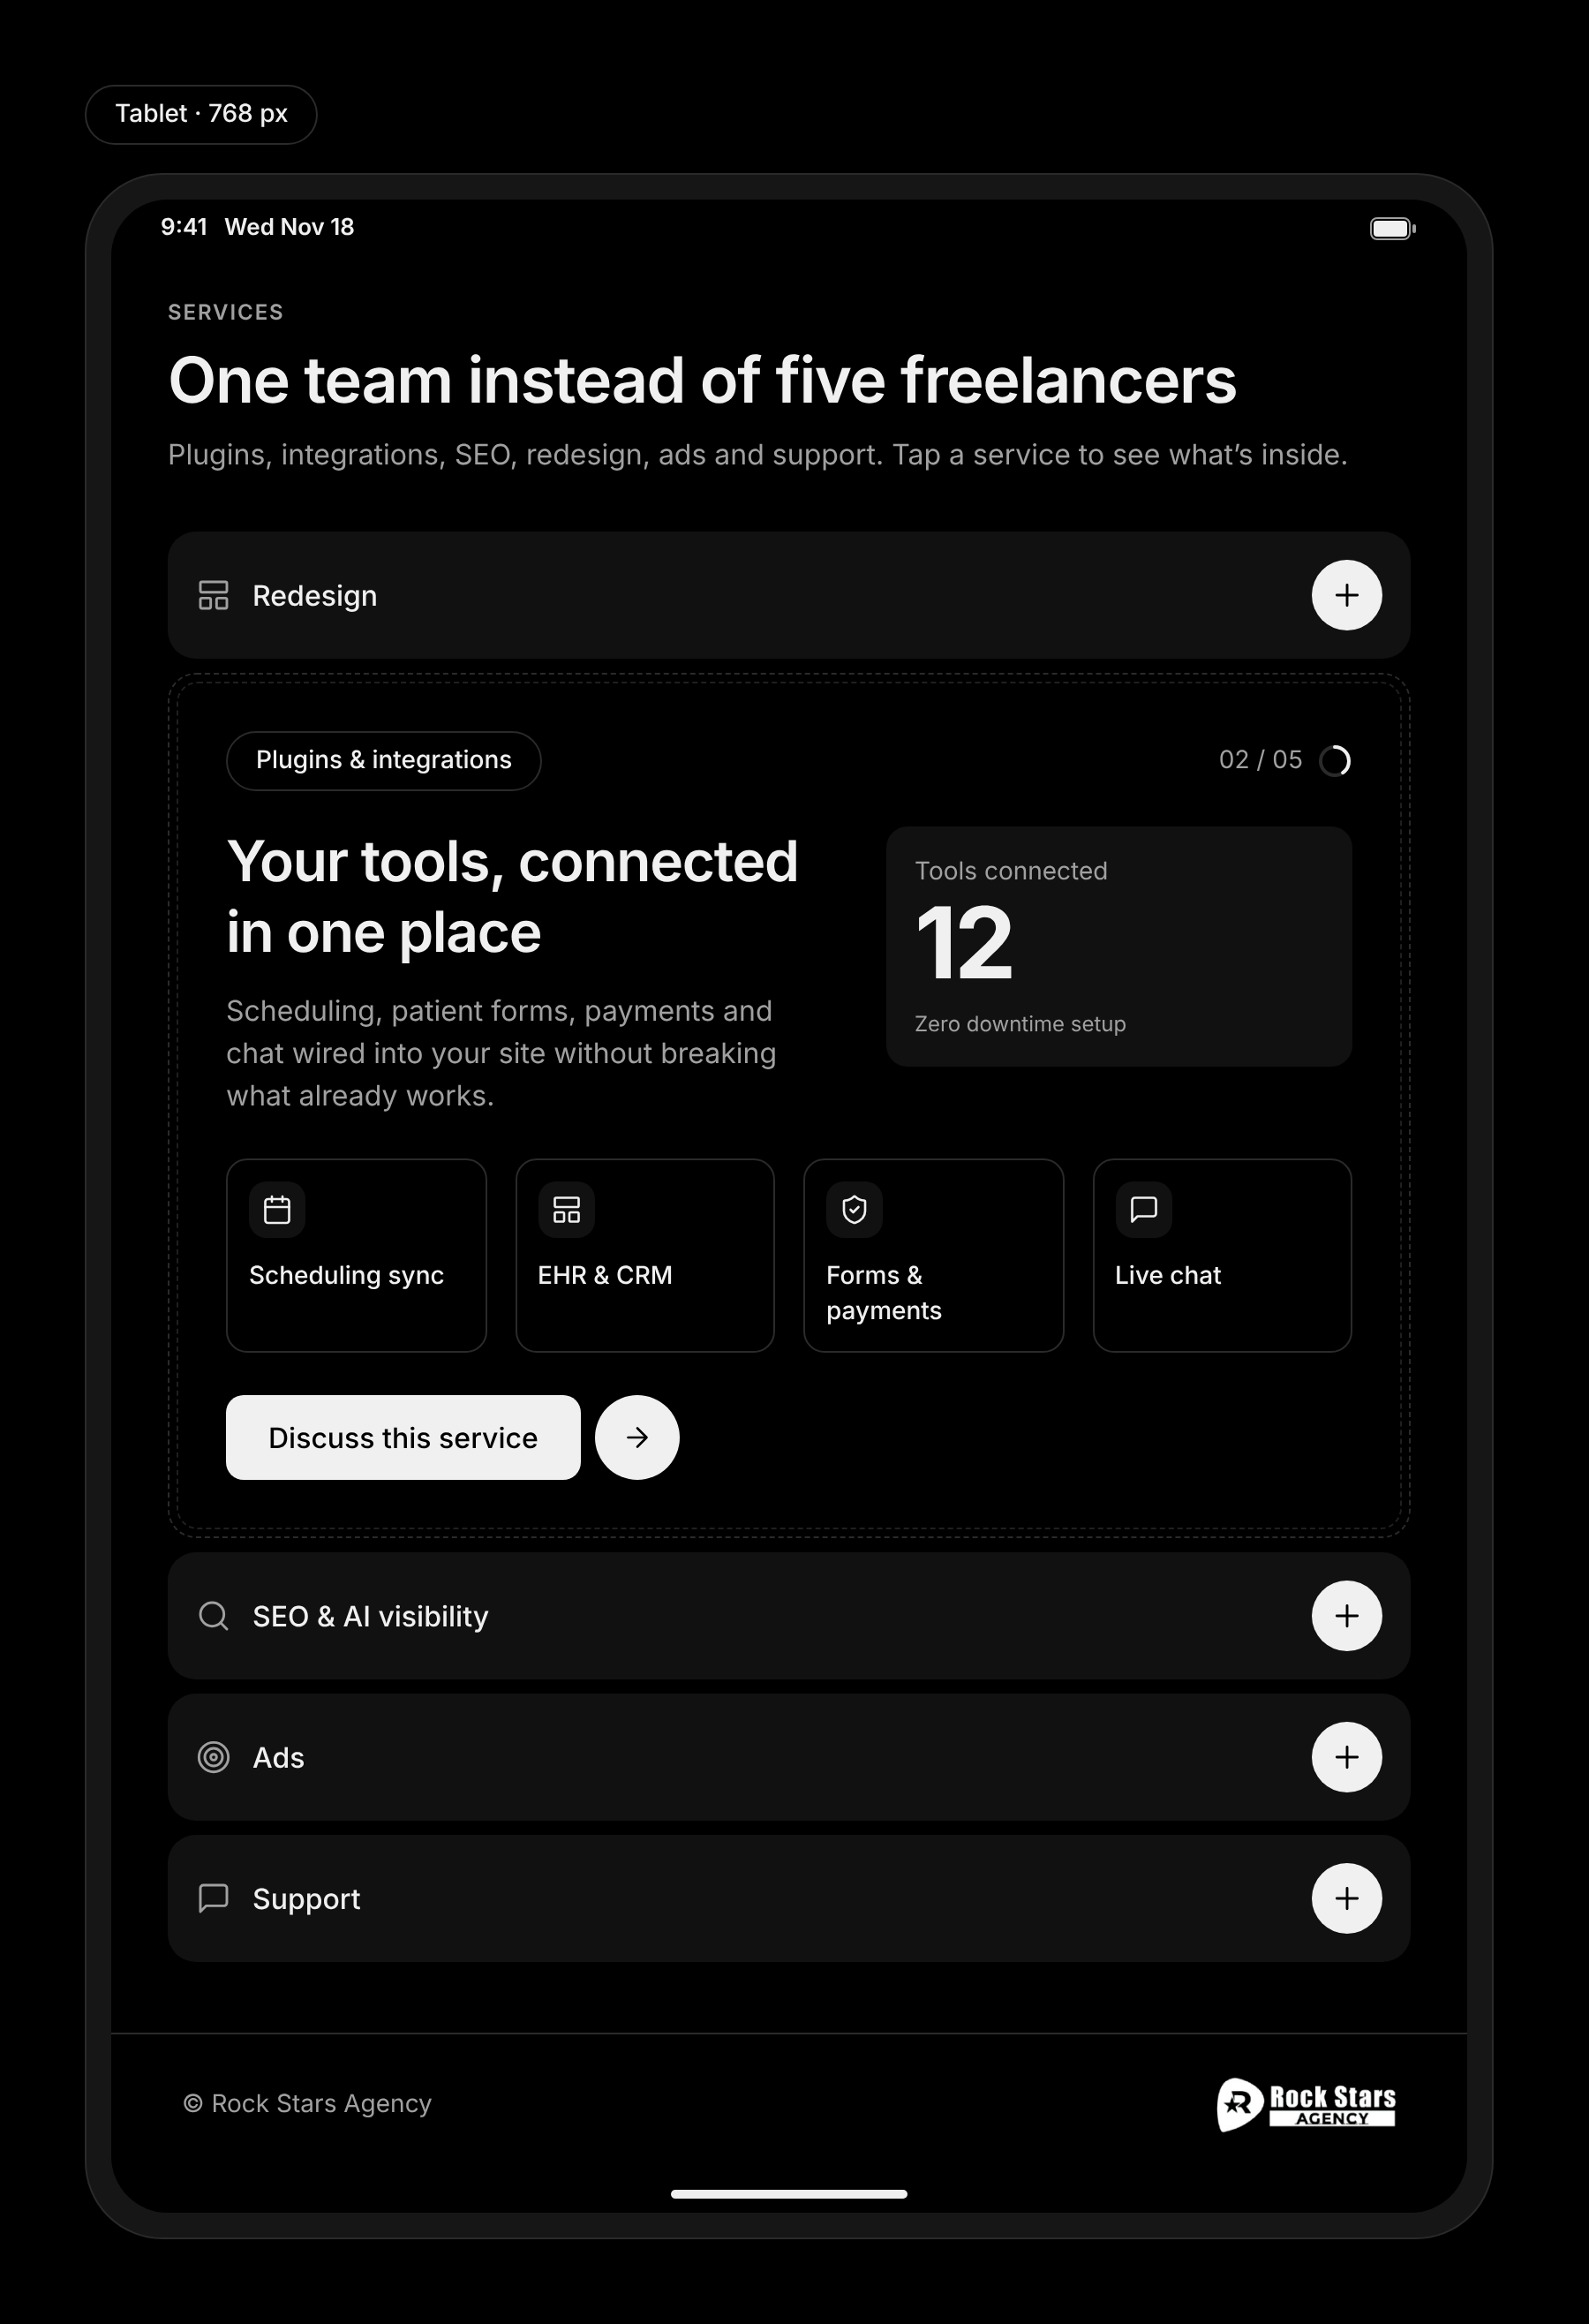 Tablet · 768 px
9:41 Wed Nov 18
SERVICES
One team instead of five freelancers
Plugins, integrations, SEO, redesign, ads and support. Tap a service to see what’s inside.
Redesign
Plugins & integrations
02 / 05
Your tools, connected
in one place
Scheduling, patient forms, payments and
chat wired into your site without breaking
what already works.
Tools connected
12
Zero downtime setup
Scheduling sync
EHR & CRM
Forms &
payments
Live chat
Discuss this service
SEO & AI visibility
Ads
Support
© Rock Stars Agency
R
Rock Stars
AGENCY